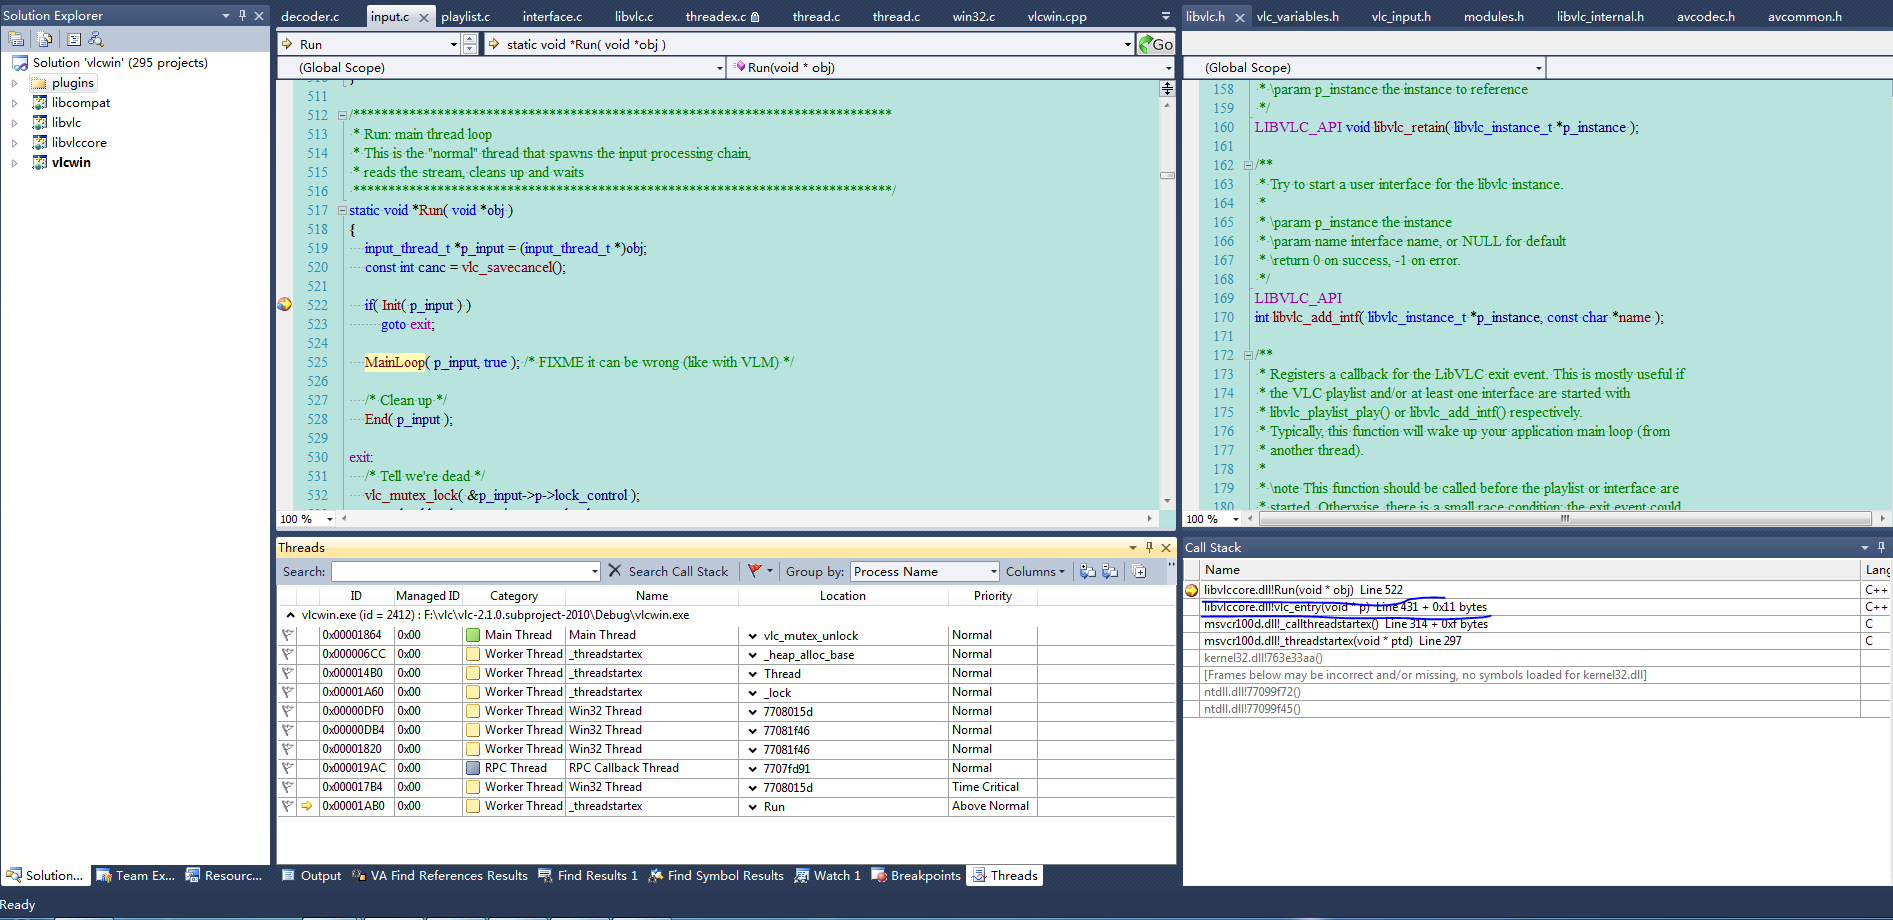 Solution Explorer
Solution 'vlcwin' (295 projects)
plugins
libcompat
libvlc
libvlccore
vlcwin
decoder.c input.c playlist.c interface.c libvlc.c threadex.c thread.c thread.c win32.c vlcwin.cpp
Run static void *Run( void *obj ) Go
(Global Scope) Run(void * obj)
511
512 /*****************************************************************************
513 * Run: main thread loop
514 * This is the "normal" thread that spawns the input processing chain,
515 * reads the stream, cleans up and waits
516 *****************************************************************************/
517 static void *Run( void *obj )
518 {
519 input_thread_t *p_input = (input_thread_t *)obj;
520 const int canc = vlc_savecancel();
521
522 if( Init( p_input ) )
523 goto exit;
524
525 MainLoop( p_input, true ); /* FIXME it can be wrong (like with VLM) */
526
527 /* Clean up */
528 End( p_input );
529
530 exit:
531 /* Tell we're dead */
532 vlc_mutex_lock( &p_input->p->lock_control );
100 %
libvlc.h vlc_variables.h vlc_input.h modules.h libvlc_internal.h avcodec.h avcommon.h
(Global Scope)
158 * \param p_instance the instance to reference
159 */
160 LIBVLC_API void libvlc_retain( libvlc_instance_t *p_instance );
161
162 /**
163 * Try to start a user interface for the libvlc instance.
164 *
165 * \param p_instance the instance
166 * \param name interface name, or NULL for default
167 * \return 0 on success, -1 on error.
168 */
169 LIBVLC_API
170 int libvlc_add_intf( libvlc_instance_t *p_instance, const char *name );
171
172 /**
173 * Registers a callback for the LibVLC exit event. This is mostly useful if
174 * the VLC playlist and/or at least one interface are started with
175 * libvlc_playlist_play() or libvlc_add_intf() respectively.
176 * Typically, this function will wake up your application main loop (from
177 * another thread).
178 *
179 * \note This function should be called before the playlist or interface are
180 * started. Otherwise, there is a small race condition: the exit event could
100 %
Threads
Search: Search Call Stack Group by: Process Name Columns
ID Managed ID Category Name Location Priority
vlcwin.exe (id = 2412) : F:\vlc\vlc-2.1.0.subproject-2010\Debug\vlcwin.exe
0x00001864 0x00 Main Thread Main Thread vlc_mutex_unlock Normal
0x000006CC 0x00 Worker Thread _threadstartex _heap_alloc_base Normal
0x000014B0 0x00 Worker Thread _threadstartex Thread Normal
0x00001A60 0x00 Worker Thread _threadstartex _lock Normal
0x00000DF0 0x00 Worker Thread Win32 Thread 7708015d Normal
0x00000DB4 0x00 Worker Thread Win32 Thread 77081f46 Normal
0x00001820 0x00 Worker Thread Win32 Thread 77081f46 Normal
0x000019AC 0x00 RPC Thread RPC Callback Thread 7707fd91 Normal
0x000017B4 0x00 Worker Thread Win32 Thread 7708015d Time Critical
0x00001AB0 0x00 Worker Thread _threadstartex Run Above Normal
Call Stack
Name Lang
libvlccore.dll!Run(void * obj) Line 522 C++
libvlccore.dll!vlc_entry(void * p) Line 431 + 0x11 bytes C++
msvcr100d.dll!_callthreadstartex() Line 314 + 0xf bytes C
msvcr100d.dll!_threadstartex(void * ptd) Line 297 C
kernel32.dll!763e33aa()
[Frames below may be incorrect and/or missing, no symbols loaded for kernel32.dll]
ntdll.dll!77099f72()
ntdll.dll!77099f45()
Solution... Team Ex... Resourc... Output VA Find References Results Find Results 1 Find Symbol Results Watch 1 Breakpoints Threads
Ready